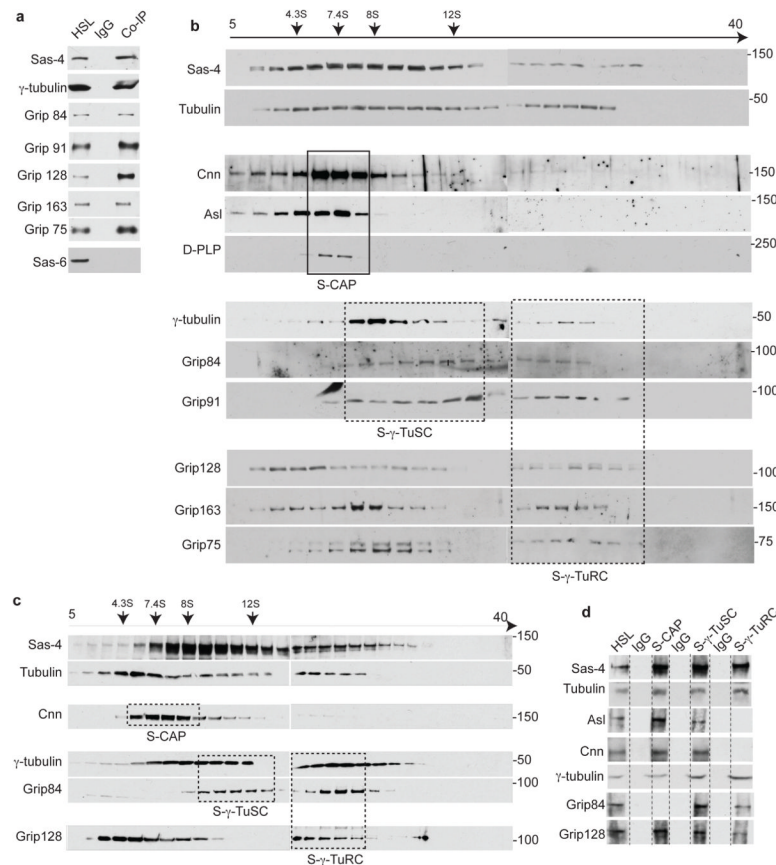 a
HSL IgG Co-IP
Sas-4
γ-tubulin
Grip 84
Grip 91
Grip 128
Grip 163
Grip 75
Sas-6
b
5 4.3S 7.4S 8S 12S 40
Sas-4 -150
Tubulin -50
Cnn -150
Asl -150
D-PLP -250
S-CAP
γ-tubulin -50
Grip84 -100
Grip91 -100
S-γ-TuSC
Grip128 -100
Grip163 -150
Grip75 -75
S-γ-TuRC
c
5 4.3S 7.4S 8S 12S 40
Sas-4 -150
Tubulin -50
Cnn -150
S-CAP
γ-tubulin -50
Grip84 -100
S-γ-TuSC
Grip128 -100
S-γ-TuRC
d
HSL IgG S-CAP IgG S-γ-TuSC IgG S-γ-TuRC
Sas-4
Tubulin
Asl
Cnn
γ-tubulin
Grip84
Grip128